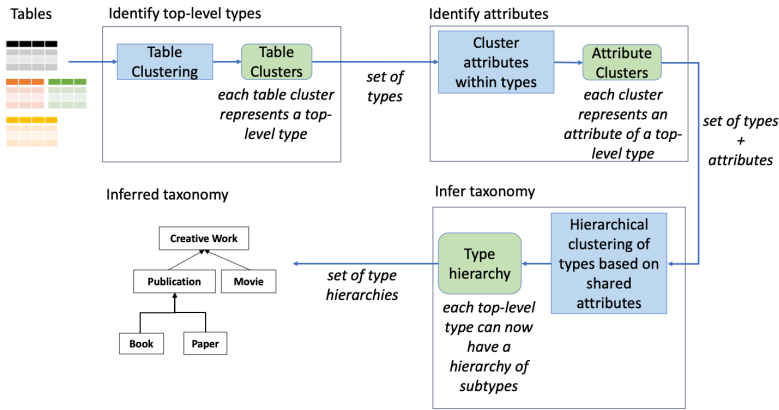 Tables
Identify top-level types
Identify attributes
Table
Clustering
Table
Clusters
each table cluster
represents a top-
level type
set of
types
Cluster
attributes
within types
Attribute
Clusters
each cluster
represents an
attribute of a top-
level type
set of types
+
attributes
Inferred taxonomy
Creative Work
Publication
Movie
Book
Paper
set of type
hierarchies
Infer taxonomy
Type
hierarchy
each top-level
type can now
have a
hierarchy of
subtypes
Hierarchical
clustering of
types based on
shared
attributes